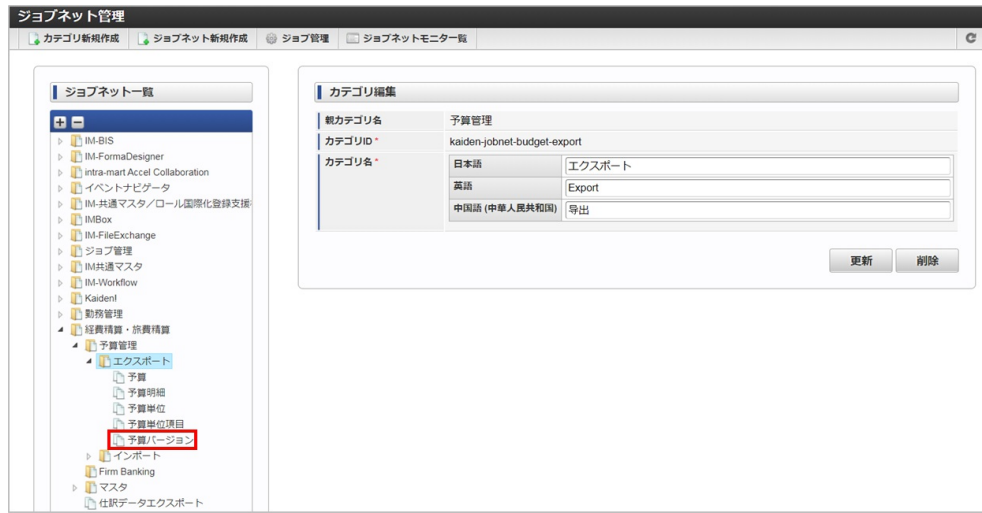 ジョブネット管理
カテゴリ新規作成 ジョブネット新規作成 ジョブ管理 ジョブネットモニター覧
ジョブネット一覧
IM-BIS
IM-FormaDesigner
intra-mart Accel Collaboration
イベントナビゲータ
IM-共通マスタ／ロール国際化登録支援
IMBox
IM-FileExchange
ジョブ管理
IM共通マスタ
IM-Workflow
Kaiden!
勤務管理
経費精算・旅費精算
予算管理
エクスポート
予算
予算明細
予算単位
予算単位項目
予算バージョン
インポート
Firm Banking
マスタ
仕訳データエクスポート
カテゴリ編集
親カテゴリ名 予算管理
カテゴリID * kaiden-jobnet-budget-export
カテゴリ名 * 日本語 エクスポート
英語 Export
中国語 (中華人民共和国) 导出
更新 削除